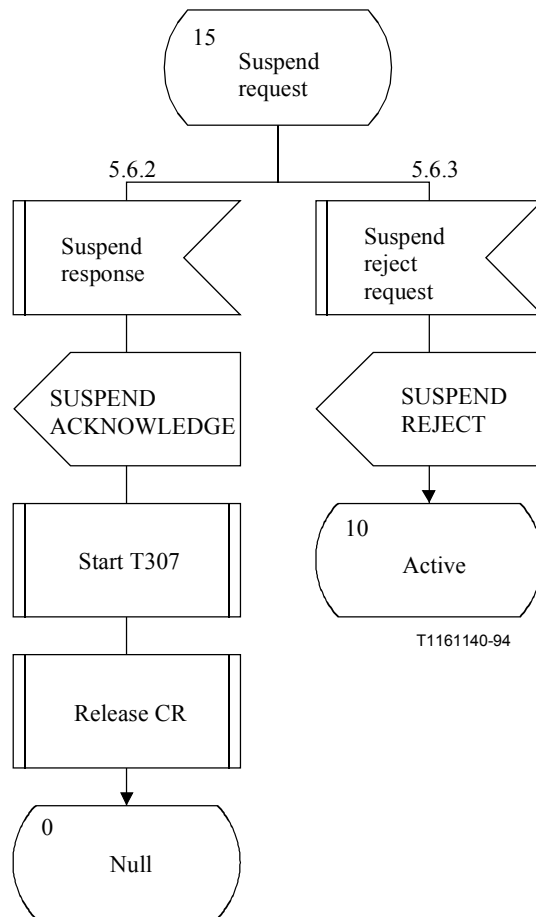 15
Suspend
request
5.6.2
5.6.3
Suspend
response
Suspend
reject
request
SUSPEND
ACKNOWLEDGE
SUSPEND
REJECT
Start T307
10
Active
T1161140-94
Release CR
0
Null